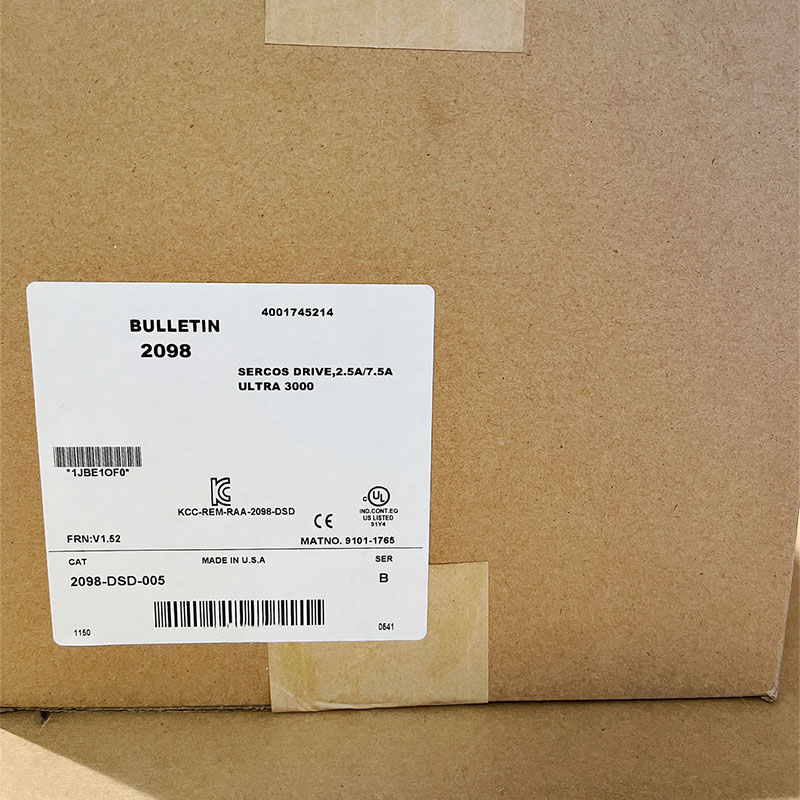 4001745214
BULLETIN
2098
SERCOS DRIVE,2.5A/7.5A
ULTRA 3000
*1JBE1OF0*
KCC-REM-RAA-2098-DSD
C UL
IND.CONT.EQ
US LISTED
51Y4
CE
FRN:V1.52
MATNO. 9101-1765
CAT
MADE IN U.S.A
SER
2098-DSD-005
B
1150
0541